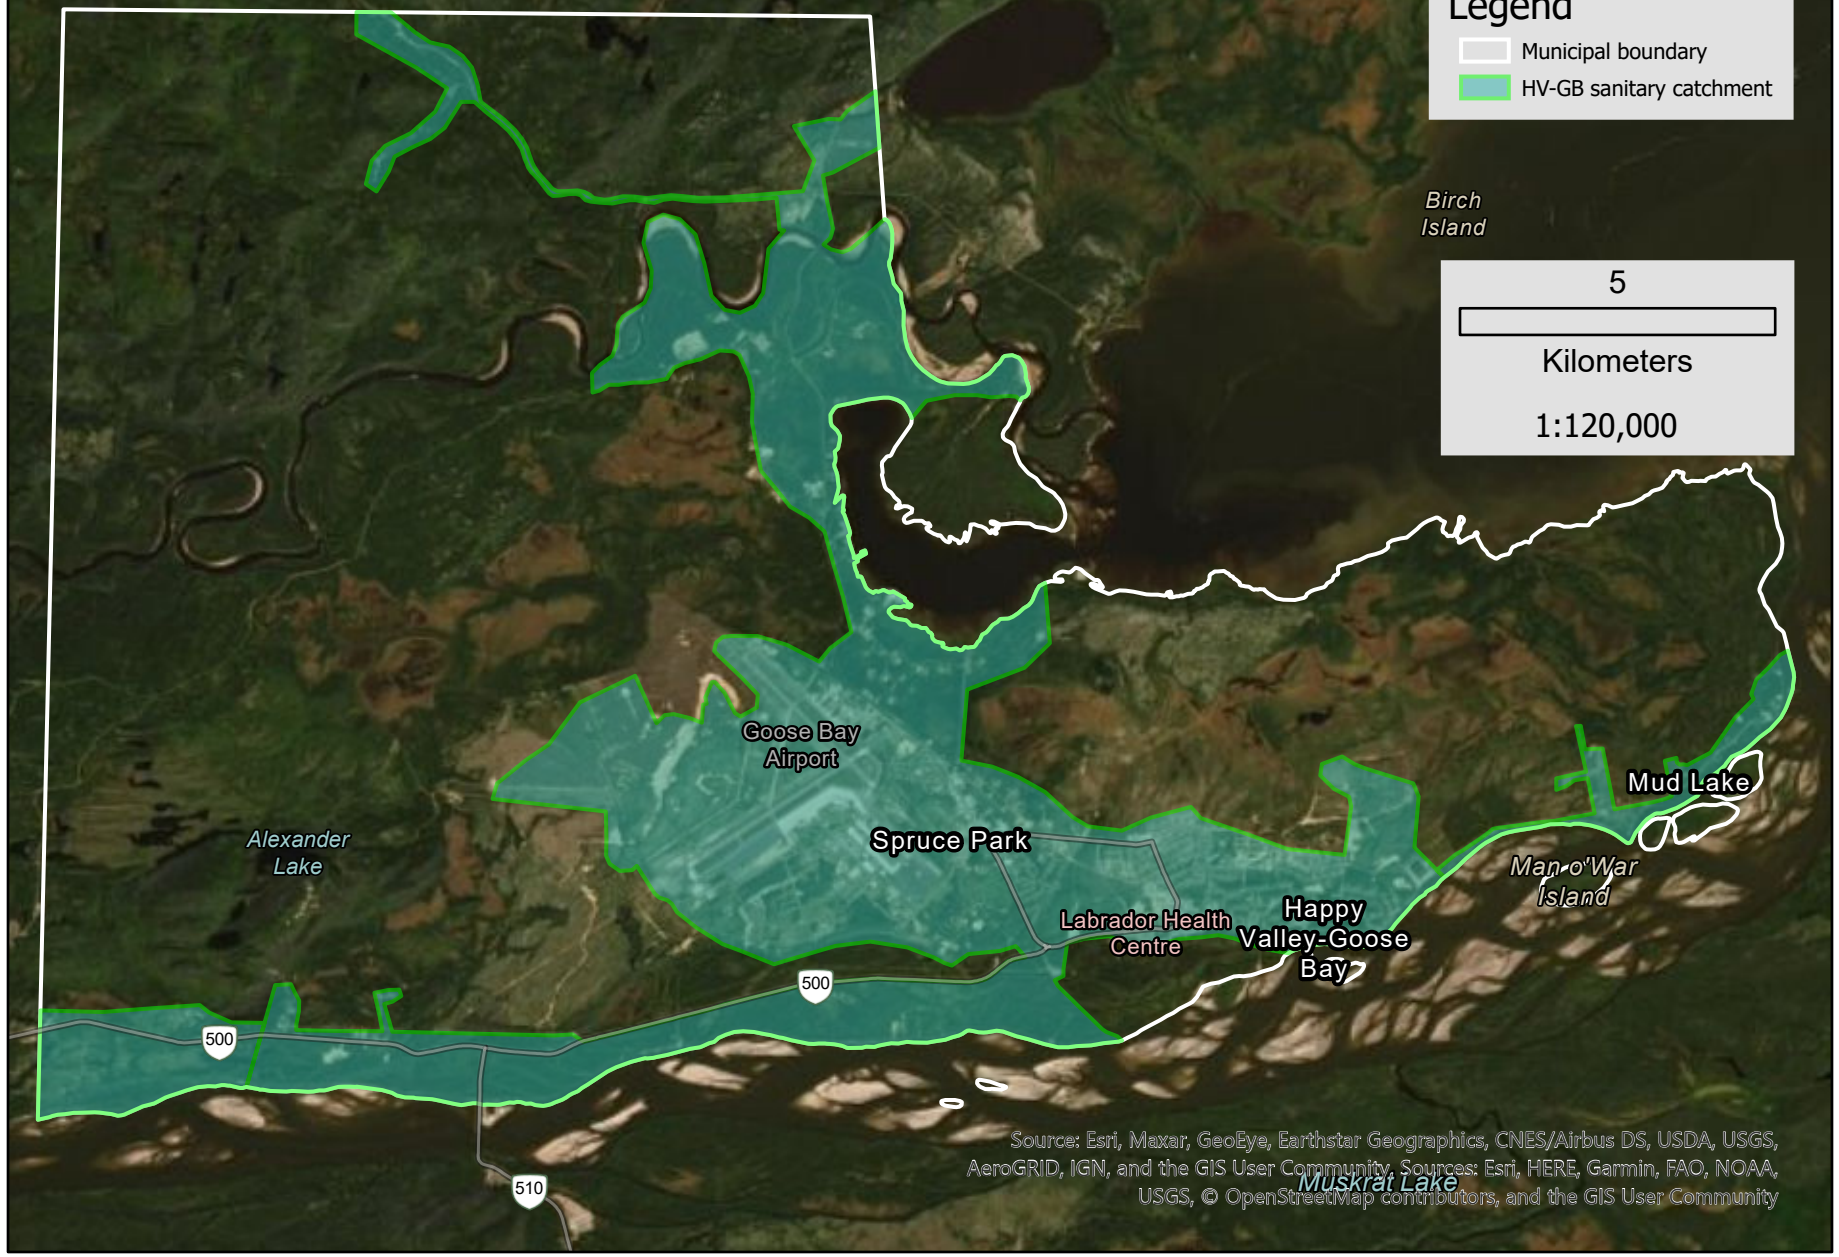 Legend
Municipal boundary
HV-GB sanitary catchment
Birch
Island
5
Kilometers
1:120,000
Goose Bay
Airport
Mud Lake
Alexander
Lake
Spruce Park
Man o'War
Island
Labrador Health
Centre
Happy
Valley-Goose
Bay
500
500
510
Source: Esri, Maxar, GeoEye, Earthstar Geographics, CNES/Airbus DS, USDA, USGS,
AeroGRID, IGN, and the GIS User Community, Sources: Esri, HERE, Garmin, FAO, NOAA,
USGS, © OpenStreetMap contributors, and the GIS User Community
Muskrat Lake